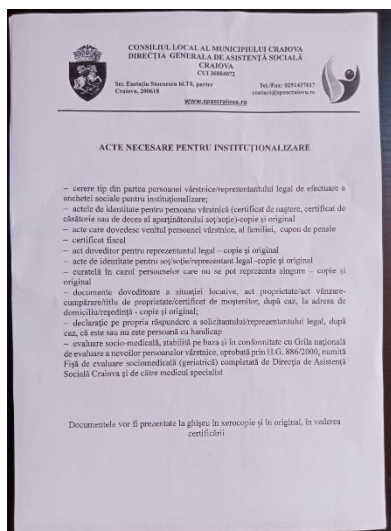 CONSILIUL LOCAL AL MUNICIPIULUI CRAIOVA
DIRECȚIA GENERALA DE ASISTENȚĂ SOCIALĂ
CRAIOVA
CUI 36884072
Str. Eustațiu Stoenescu bl.T8, parter
Craiova, 200618
Tel./Fax: 0251437617
contact@spascraiova.ro
www.spascraiova.ro
ACTE NECESARE PENTRU INSTITUȚIONALIZARE
– cerere tip din partea persoanei vârstnice/reprezentantului legal de efectuare a
anchetei sociale pentru instituționalizare;
– actele de identitate pentru persoana vârstnică (certificat de naștere, certificat de
căsătorie sau de deces al aparținătorului soț/soție)-copie și original
– acte care dovedesc venitul persoanei vârstnice, al familiei, cupon de pensie
– certificat fiscal
– act doveditor pentru reprezentantul legal – copie și original
– acte de identitate pentru soț/soție/reprezentant legal -copie și original
– curatelă în cazul persoanelor care nu se pot reprezenta singure – copie și
original
– documente doveditoare a situației locative, act proprietate/act vânzare-
cumpărare/titlu de proprietate/certificat de moștenitor, după caz, la adresa de
domiciliu/reședință - copie și original;
– declarație pe propria răspundere a solicitantului/reprezentantului legal, după
caz, că este sau nu este persoană cu handicap
– evaluare socio-medicală, stabilită pe baza și în conformitate cu Grila națională
de evaluare a nevoilor persoanelor vârstnice, aprobată prin H.G. 886/2000, numită
Fișă de evaluare sociomedicală (geriatrică) completată de Direcția de Asistență
Socială Craiova și de către medicul specialist
Documentele vor fi prezentate la ghișeu în xerocopie și în original, în vederea
certificării